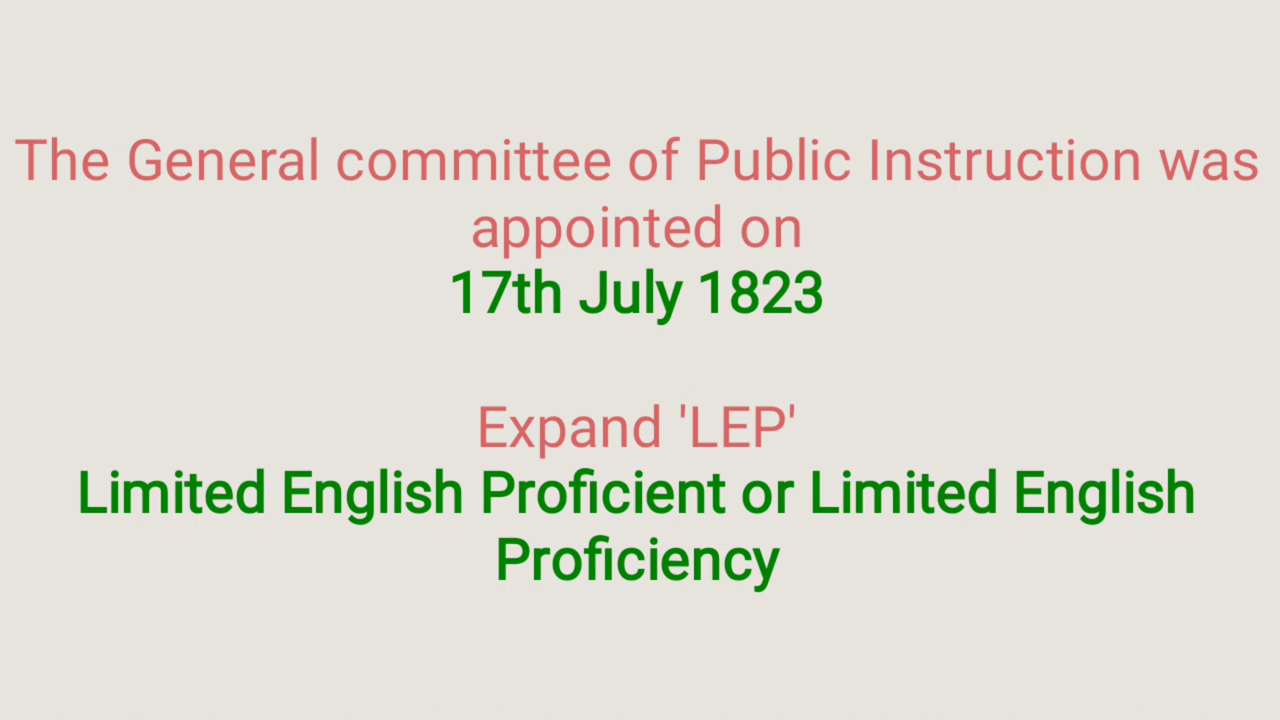 The General committee of Public Instruction was
appointed on
17th July 1823
Expand 'LEP'
Limited English Proficient or Limited English
Proficiency